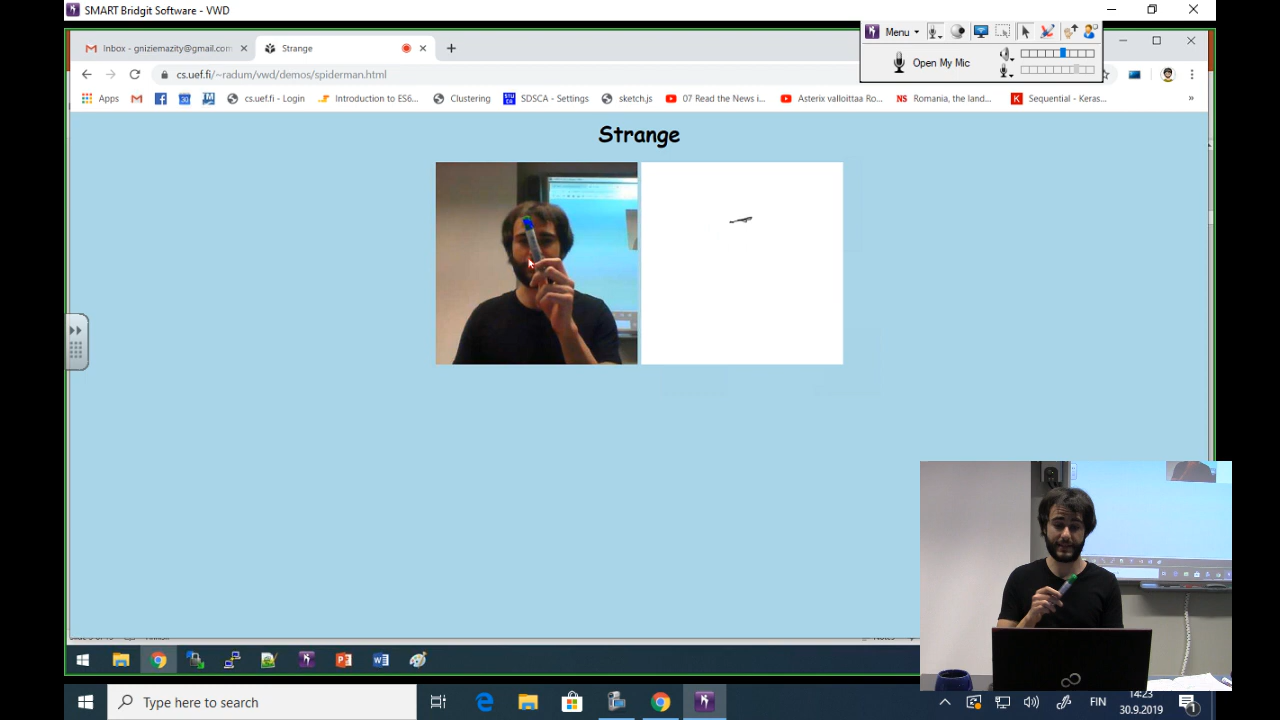 SMART Bridgit Software - VWD
Menu
Open My Mic
Inbox - gniziemazity@gmail.com
Strange
cs.uef.fi/~radum/vwd/demos/spiderman.html
Apps
cs.uef.fi - Login
Introduction to ES6...
Clustering
SDSCA - Settings
sketch.js
07 Read the News i...
Asterix valloittaa Ro...
Romania, the land...
Sequential - Keras...
Strange
Type here to search
FIN
14:23
30.9.2019